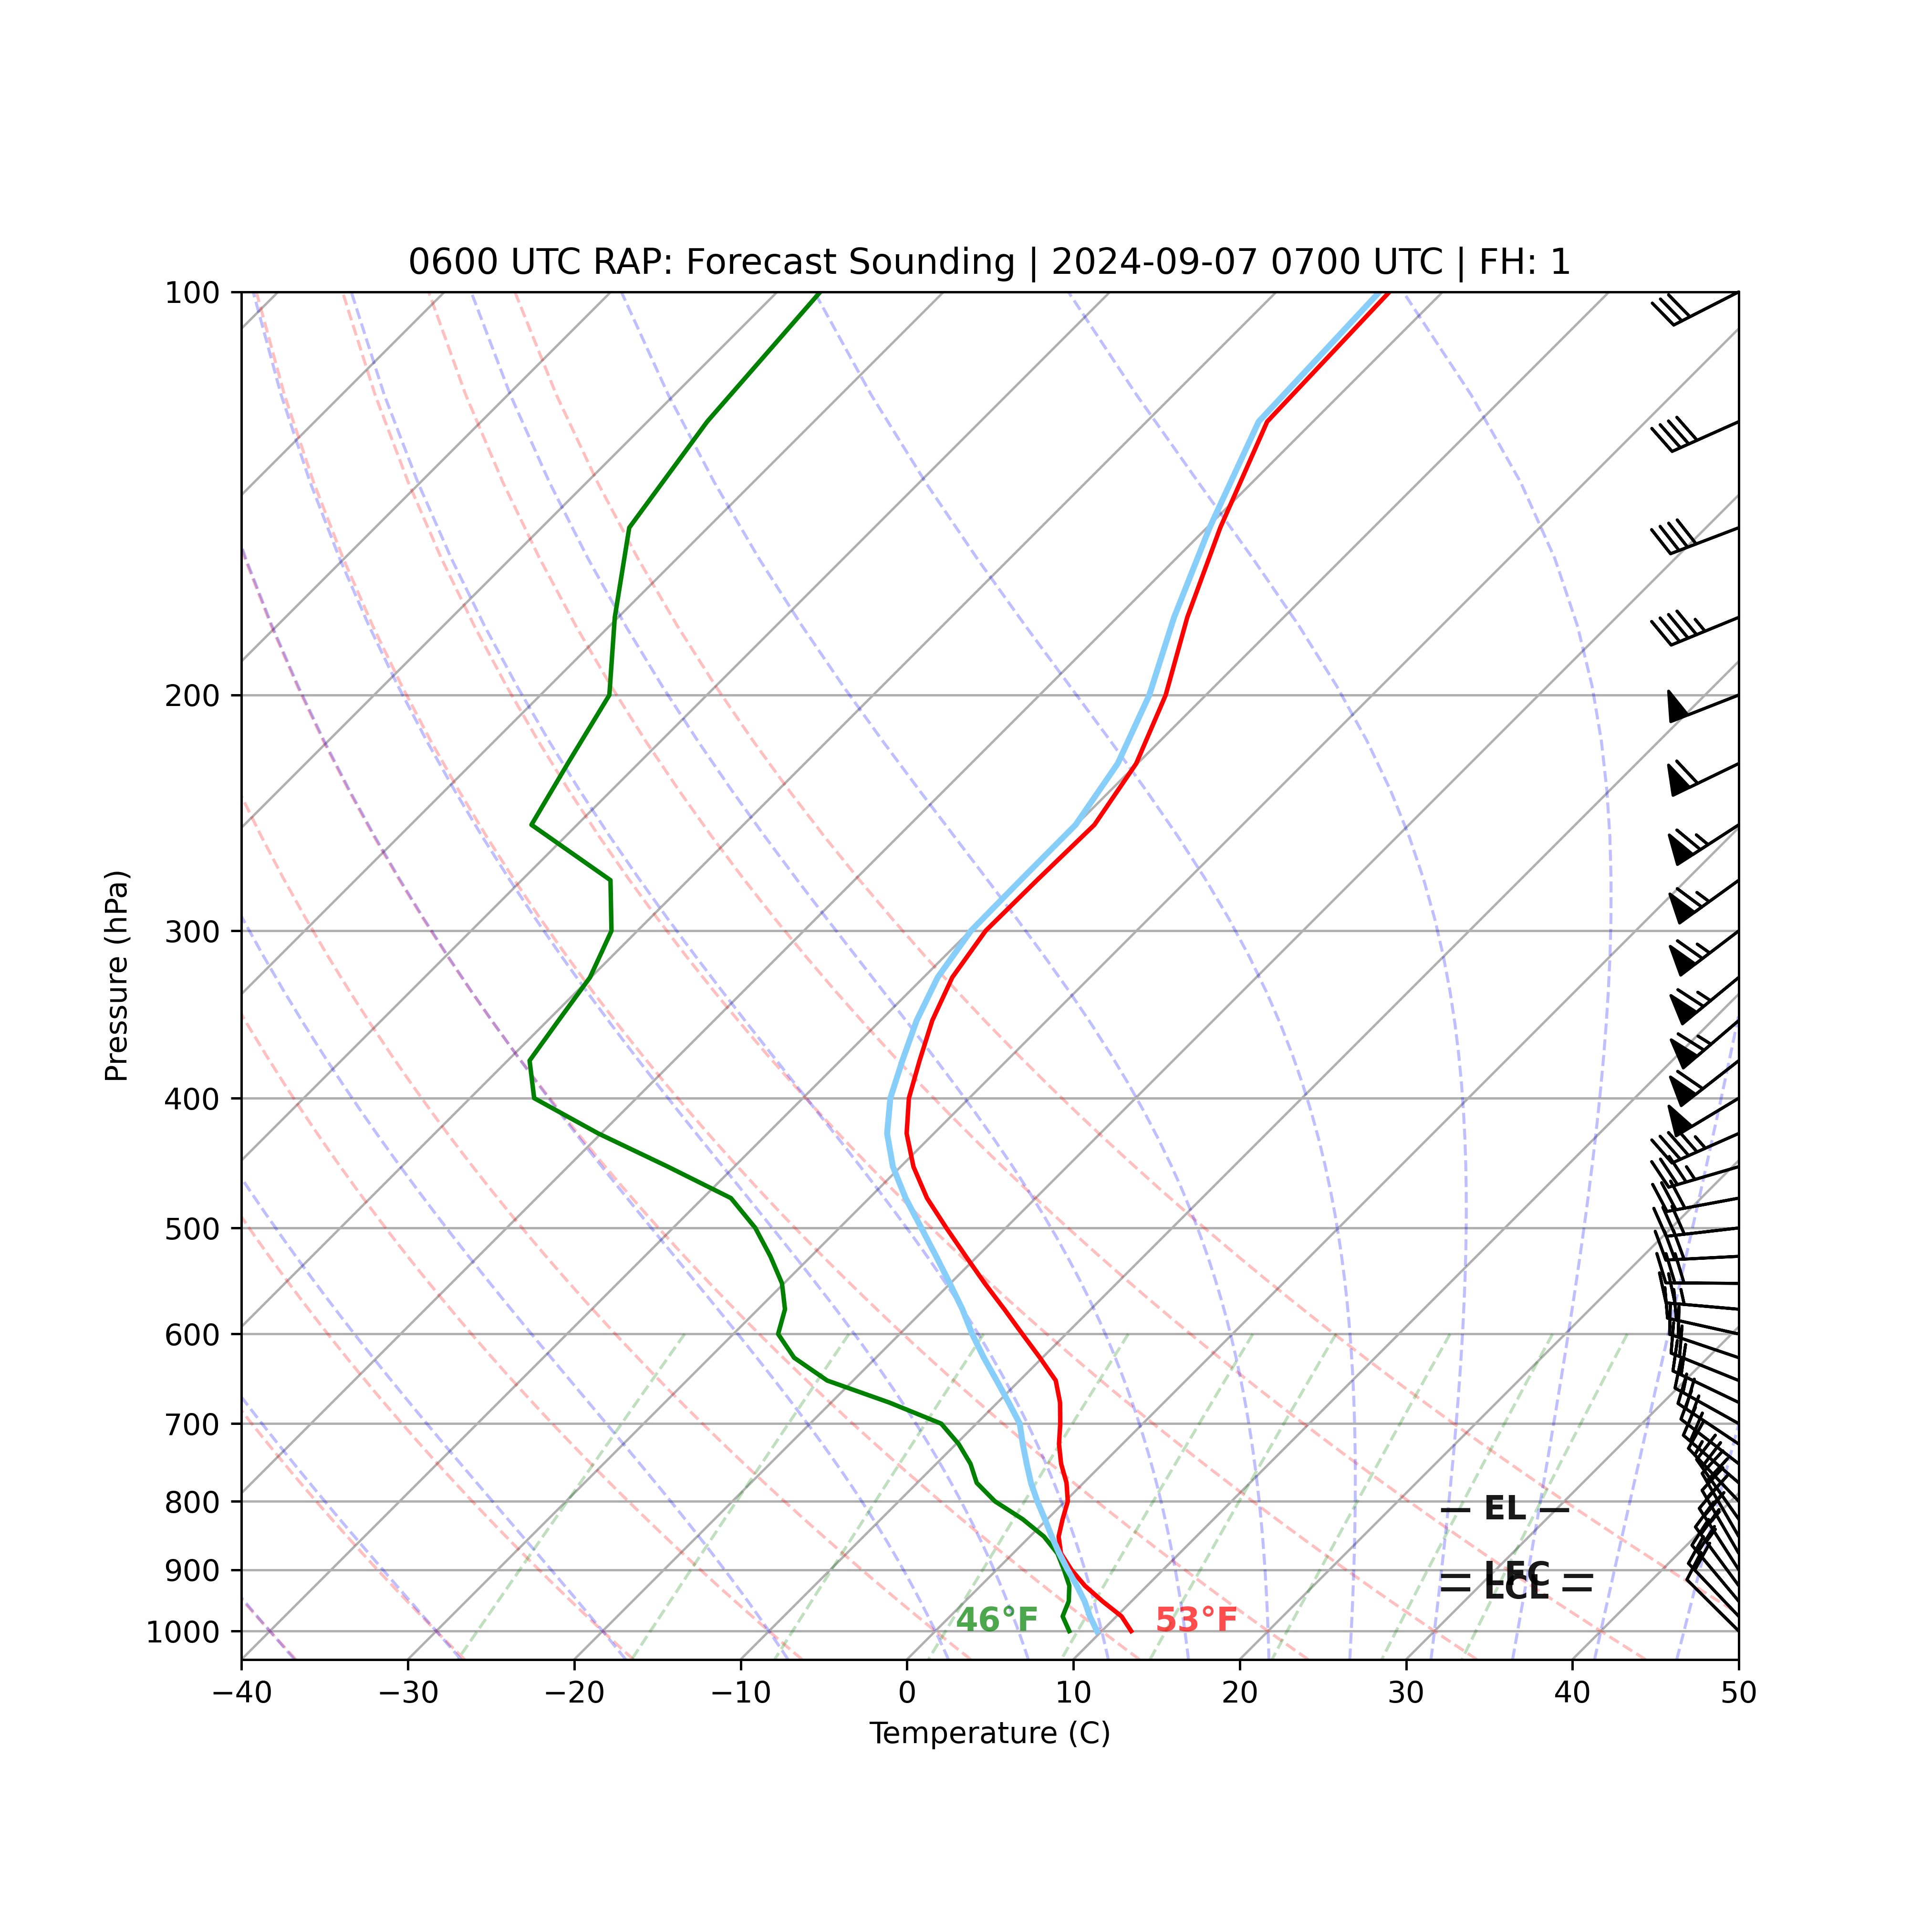 0600 UTC RAP: Forecast Sounding | 2024-09-07 0700 UTC | FH: 1
100
200
300
400
500
600
700
800
900
1000
Pressure (hPa)
— EL —
— LFC —
— LCL —
46°F
53°F
−40
−30
−20
−10
0
10
20
30
40
50
Temperature (C)